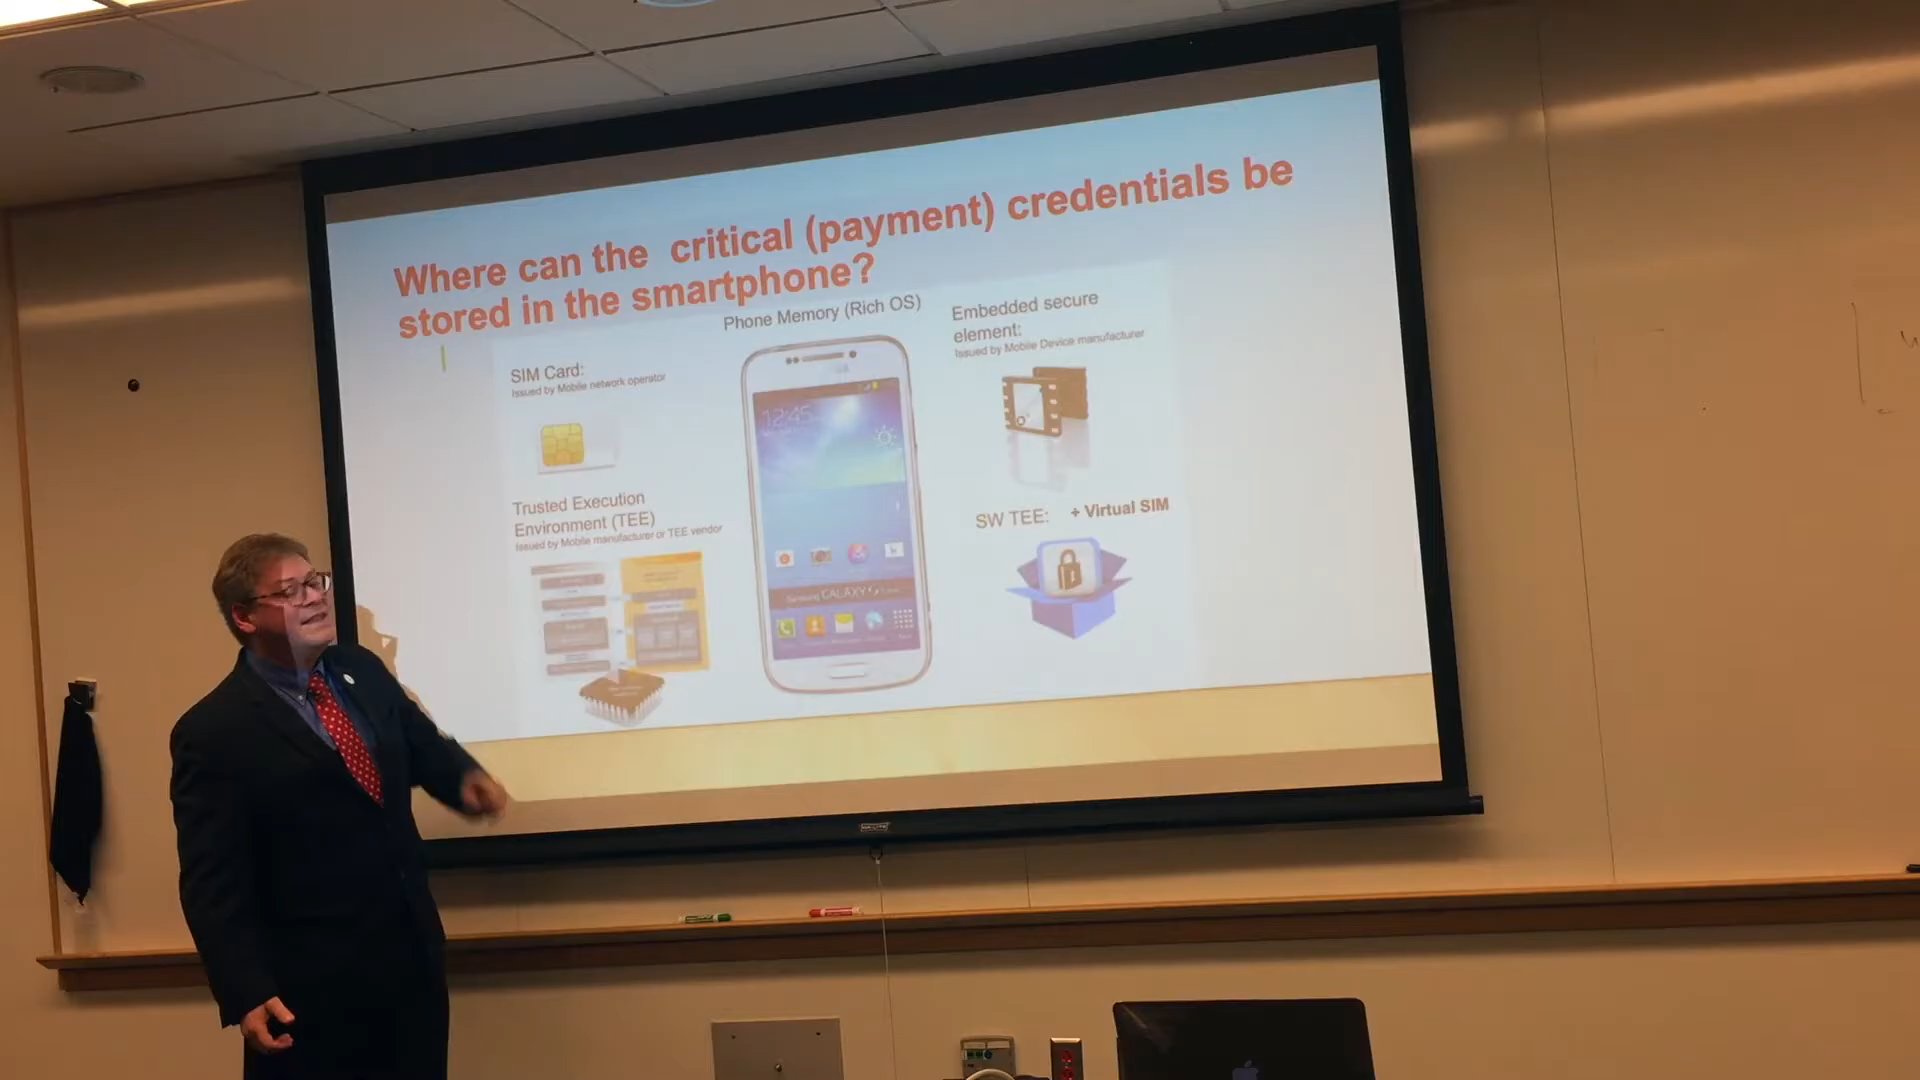 Where can the critical (payment) credentials be
stored in the smartphone?
Phone Memory (Rich OS)
SIM Card:
Issued by Mobile network operator
Embedded secure
element:
Issued by Mobile Device manufacturer
12:45
Trusted Execution
Environment (TEE)
Issued by Mobile manufacturer or TEE vendor
SW TEE: + Virtual SIM
Samsung GALAXY S